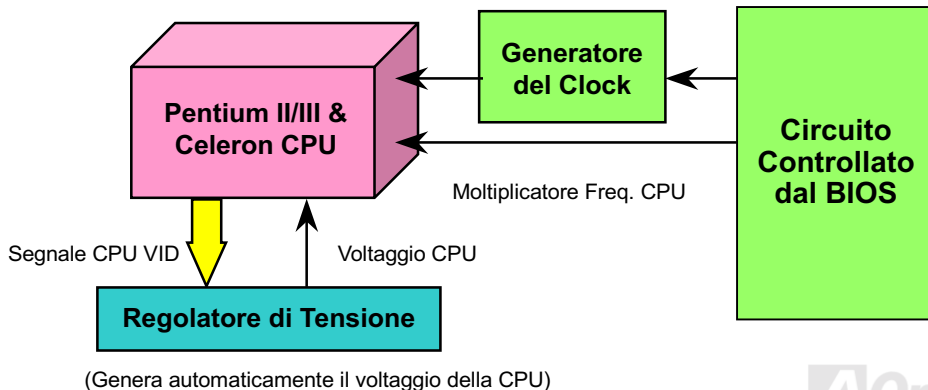 Generatore
del Clock
Pentium II/III &
Celeron CPU
Circuito
Controllato
dal BIOS
Moltiplicatore Freq. CPU
Segnale CPU VID
Voltaggio CPU
Regolatore di Tensione
(Genera automaticamente il voltaggio della CPU)